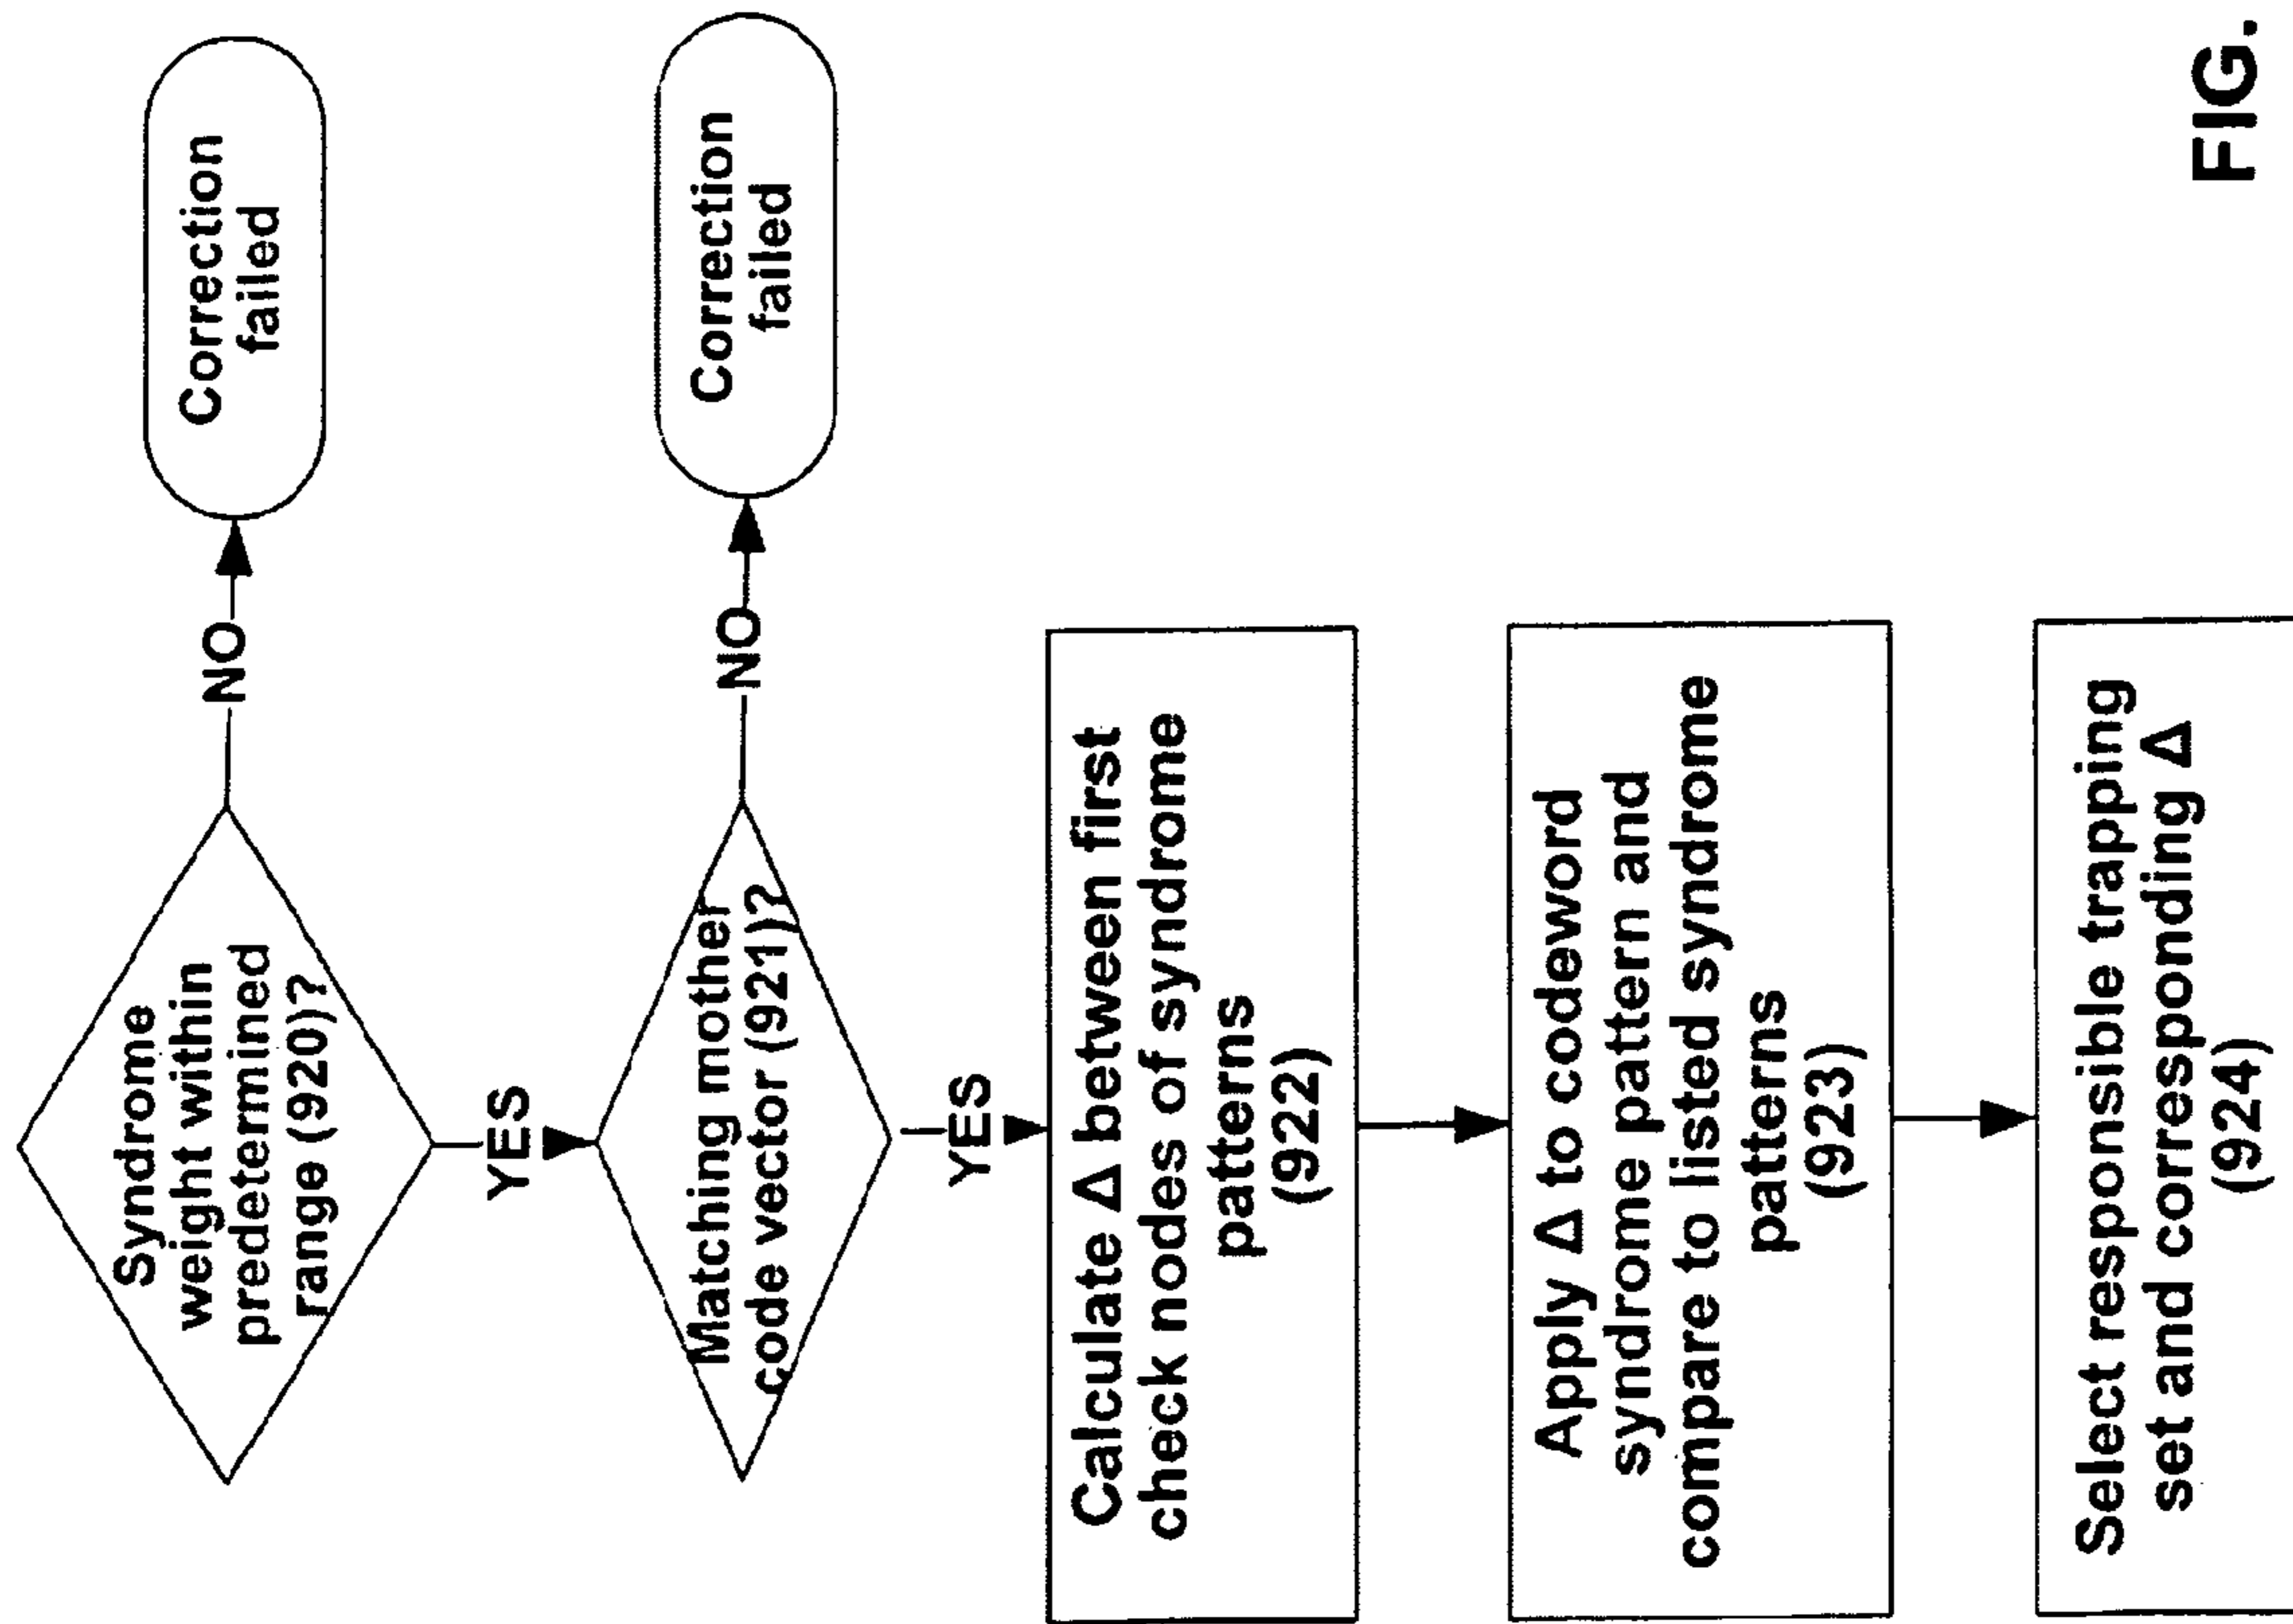 Syndrome
weight within
predetermined
range (920)?
NO
Correction
failed
YES
Matching mother
code vector (921)?
NO
Correction
failed
YES
Calculate Δ between first
check nodes of syndrome
patterns
(922)
Apply Δ to codeword
syndrome pattern and
compare to listed syndrome
patterns
(923)
Select responsible trapping
set and corresponding Δ
(924)
FIG.